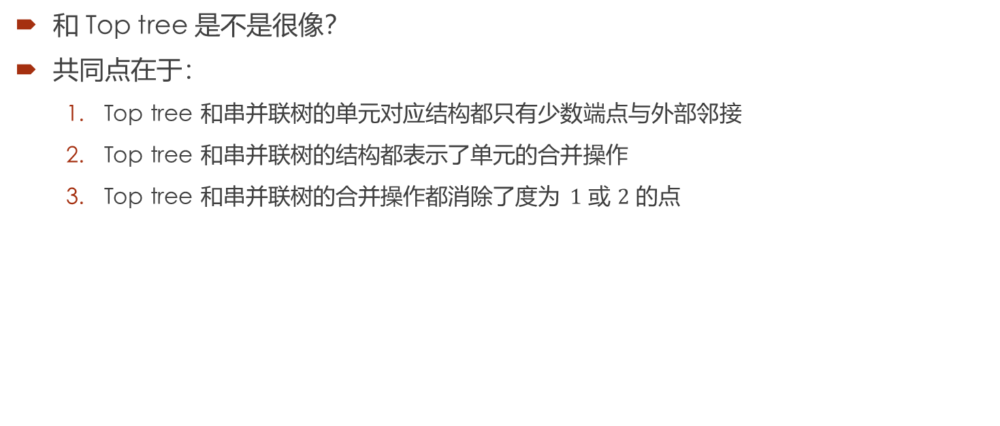 和 Top tree 是不是很像？
共同点在于：
1. Top tree 和串并联树的单元对应结构都只有少数端点与外部邻接
2. Top tree 和串并联树的结构都表示了单元的合并操作
3. Top tree 和串并联树的合并操作都消除了度为 1 或 2 的点